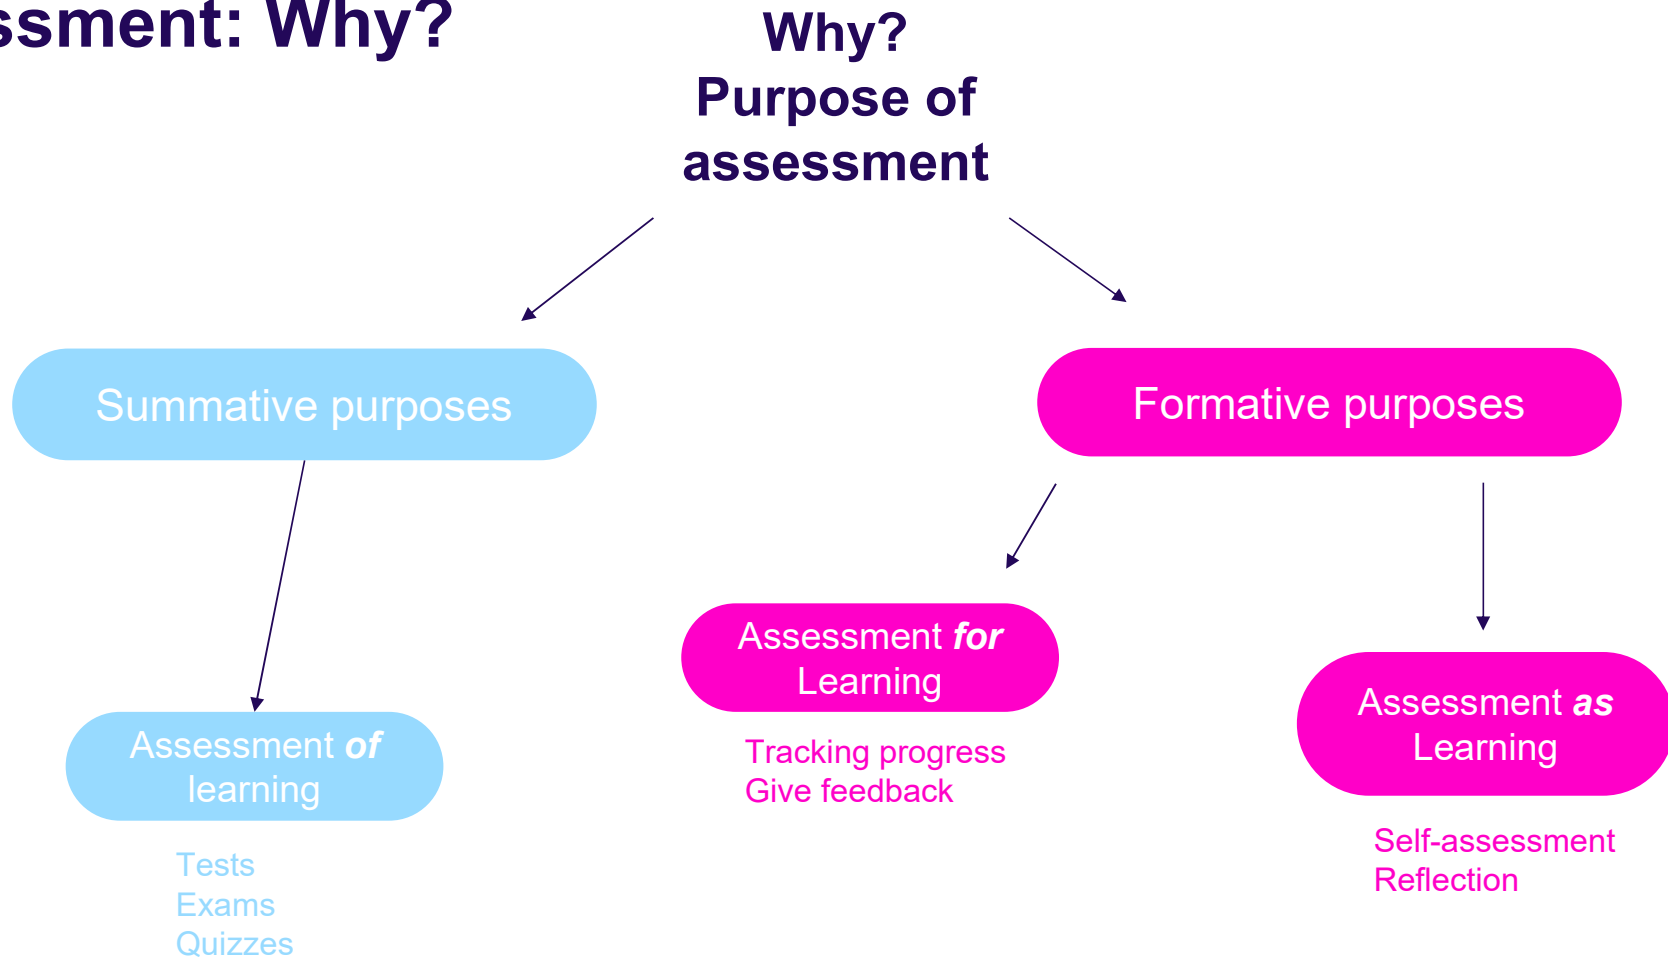 ssment: Why?
Why?
Purpose of
assessment
Summative purposes
Formative purposes
Assessment for
Learning
Tracking progress
Give feedback
Assessment as
Learning
Self-assessment
Reflection
Assessment of
learning
Tests
Exams
Quizzes